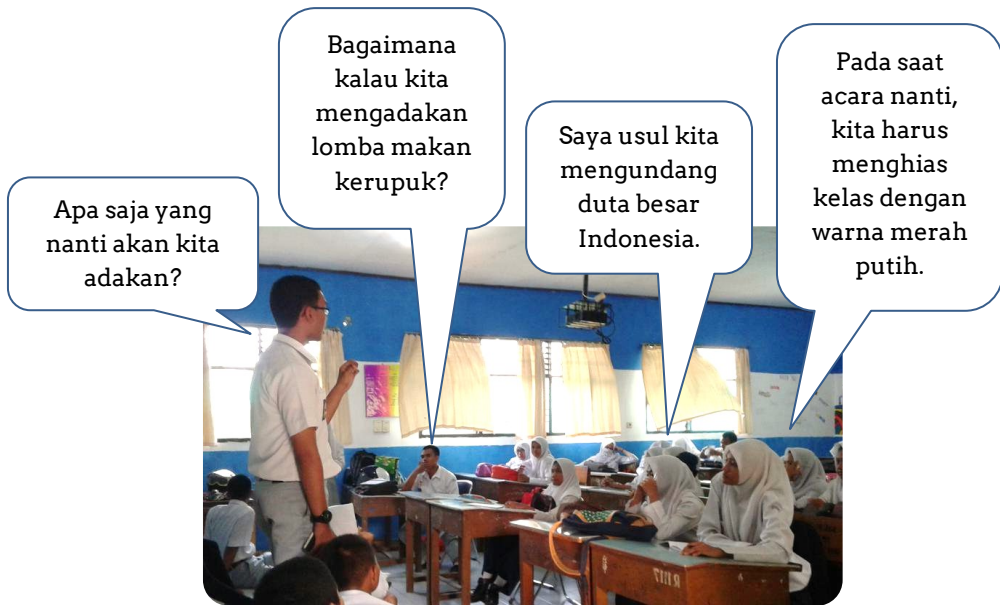 Apa saja yang
nanti akan kita
adakan?
Bagaimana
kalau kita
mengadakan
lomba makan
kerupuk?
Saya usul kita
mengundang
duta besar
Indonesia.
Pada saat
acara nanti,
kita harus
menghias
kelas dengan
warna merah
putih.
R 1117